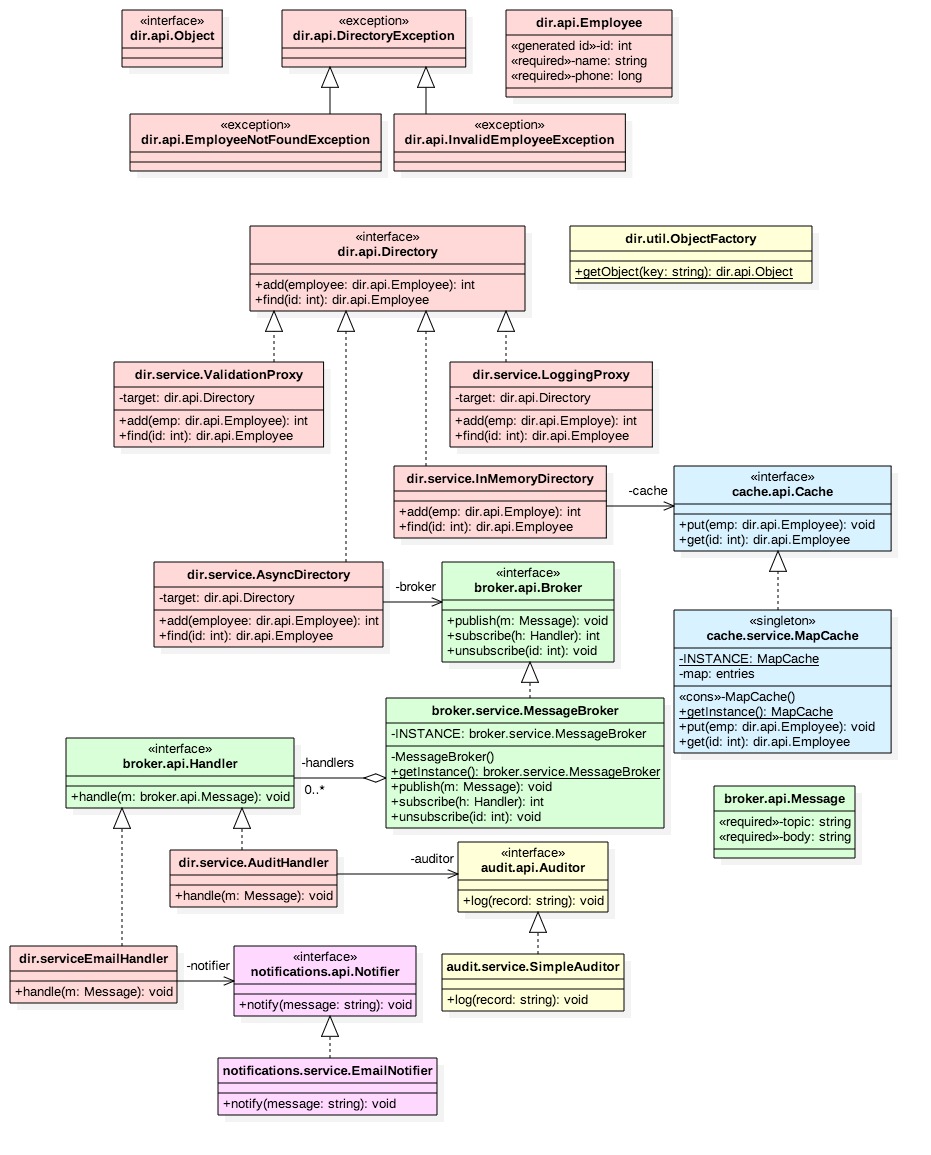 «interface»
dir.api.Object
«exception»
dir.api.DirectoryException
dir.api.Employee
«generated id»-id: int
«required»-name: string
«required»-phone: long
«exception»
dir.api.EmployeeNotFoundException
«exception»
dir.api.InvalidEmployeeException
«interface»
dir.api.Directory
+add(employee: dir.api.Employee): int
+find(id: int): dir.api.Employee
dir.util.ObjectFactory
+getObject(key: string): dir.api.Object
dir.service.ValidationProxy
-target: dir.api.Directory
+add(emp: dir.api.Employee): int
+find(id: int): dir.api.Employee
dir.service.LoggingProxy
-target: dir.api.Directory
+add(emp: dir.api.Employee): int
+find(id: int): dir.api.Employee
dir.service.InMemoryDirectory
+add(emp: dir.api.Employe): int
+find(id: int): dir.api.Employee
-cache
«interface»
cache.api.Cache
+put(emp: dir.api.Employee): void
+get(id: int): dir.api.Employee
dir.service.AsyncDirectory
-target: dir.api.Directory
+add(employee: dir.api.Employee): int
+find(id: int): dir.api.Employee
-broker
«interface»
broker.api.Broker
+publish(m: Message): void
+subscribe(h: Handler): int
+unsubscribe(id: int): void
«singleton»
cache.service.MapCache
-INSTANCE: MapCache
-map: entries
«cons»-MapCache()
+getInstance(): MapCache
+put(emp: dir.api.Employee): void
+get(id: int): dir.api.Employee
broker.service.MessageBroker
-INSTANCE: broker.service.MessageBroker
-MessageBroker()
+getInstance(): broker.service.MessageBroker
+publish(m: Message): void
+subscribe(h: Handler): int
+unsubscribe(id: int): void
«interface»
broker.api.Handler
+handle(m: broker.api.Message): void
-handlers
0..*
broker.api.Message
«required»-topic: string
«required»-body: string
dir.service.AuditHandler
+handle(m: Message): void
-auditor
«interface»
audit.api.Auditor
+log(record: string): void
dir.serviceEmailHandler
+handle(m: Message): void
-notifier
«interface»
notifications.api.Notifier
+notify(message: string): void
audit.service.SimpleAuditor
+log(record: string): void
notifications.service.EmailNotifier
+notify(message: string): void